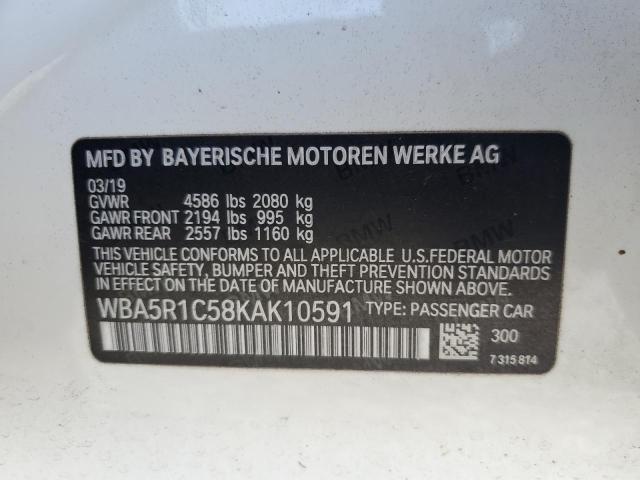 MFD BY BAYERISCHE MOTOREN WERKE AG
03/19
GVWR 4586 lbs 2080 kg
GAWR FRONT 2194 lbs 995 kg
GAWR REAR 2557 lbs 1160 kg
THIS VEHICLE CONFORMS TO ALL APPLICABLE U.S.FEDERAL MOTOR
VEHICLE SAFETY, BUMPER AND THEFT PREVENTION STANDARDS IN
EFFECT ON THE DATE OF MANUFACTURE SHOWN ABOVE.
WBA5R1C58KAK10591 TYPE: PASSENGER CAR
300
7 315 814